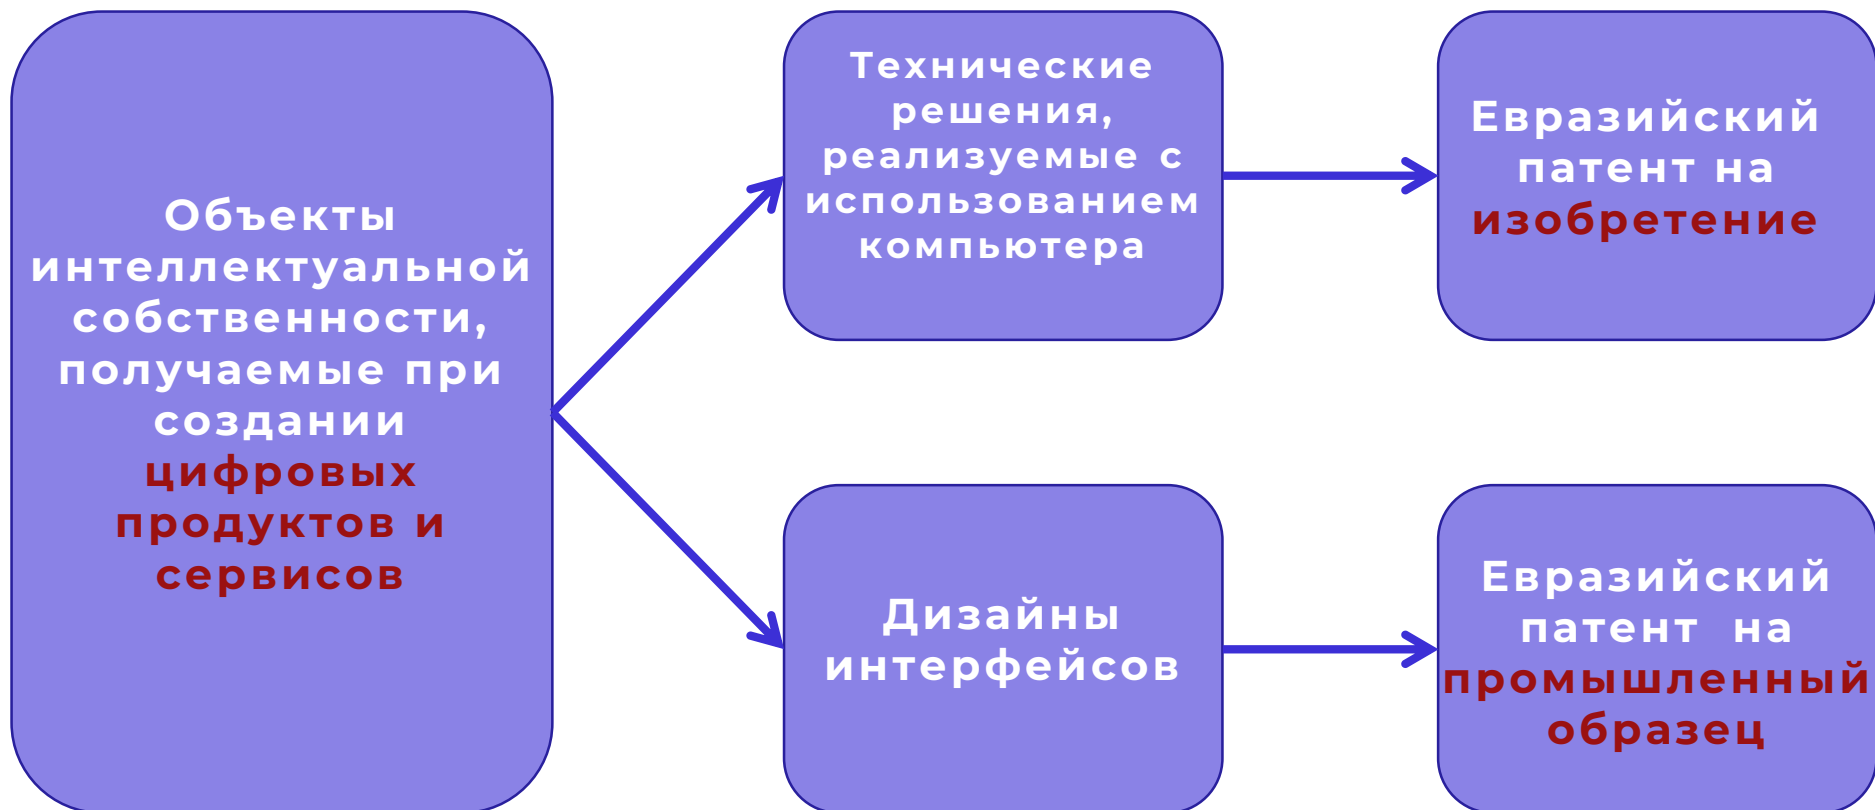 Объекты
интеллектуальной
собственности,
получаемые при
создании
цифровых
продуктов и
сервисов
Технические
решения,
реализуемые с
использованием
компьютера
Евразийский
патент на
изобретение
Дизайны
интерфейсов
Евразийский
патент на
промышленный
образец